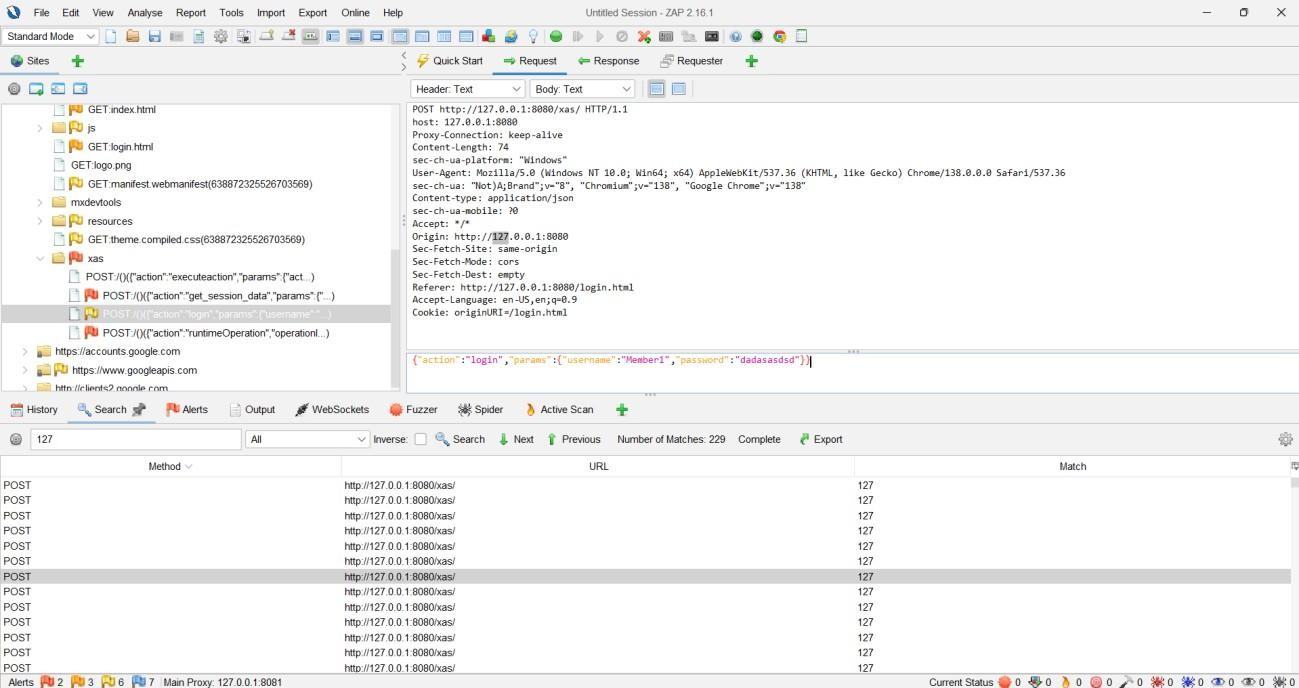 File Edit View Analyse Report Tools Import Export Online Help
Untitled Session - ZAP 2.16.1
Standard Mode
Sites
Quick Start Request Response Requester
Header: Text Body: Text
GET:index.html
js
GET:login.html
GET:logo.png
GET:manifest.webmanifest(638872325526703569)
mxdevtools
resources
GET:theme.compiled.css(638872325526703569)
xas
POST:/()({"action":"executeaction","params":{"act...)
POST:/()({"action":"get_session_data","params":{"...)
POST:/()({"action":"login","params":{"username":"...)
POST:/()({"action":"runtimeOperation","operationI...)
https://accounts.google.com
https://www.googleapis.com
http://clients2.google.com
POST http://127.0.0.1:8080/xas/ HTTP/1.1
host: 127.0.0.1:8080
Proxy-Connection: keep-alive
Content-Length: 74
sec-ch-ua-platform: "Windows"
User-Agent: Mozilla/5.0 (Windows NT 10.0; Win64; x64) AppleWebKit/537.36 (KHTML, like Gecko) Chrome/138.0.0.0 Safari/537.36
sec-ch-ua: "Not)A;Brand";v="8", "Chromium";v="138", "Google Chrome";v="138"
Content-type: application/json
sec-ch-ua-mobile: ?0
Accept: */*
Origin: http://127.0.0.1:8080
Sec-Fetch-Site: same-origin
Sec-Fetch-Mode: cors
Sec-Fetch-Dest: empty
Referer: http://127.0.0.1:8080/login.html
Accept-Language: en-US,en;q=0.9
Cookie: originURI=/login.html
{"action":"login","params":{"username":"Member1","password":"dadasasdsd"}}
History Search Alerts Output WebSockets Fuzzer Spider Active Scan
127 All Inverse: Search Next Previous Number of Matches: 229 Complete Export
Method URL Match
POST http://127.0.0.1:8080/xas/ 127
POST http://127.0.0.1:8080/xas/ 127
POST http://127.0.0.1:8080/xas/ 127
POST http://127.0.0.1:8080/xas/ 127
POST http://127.0.0.1:8080/xas/ 127
POST http://127.0.0.1:8080/xas/ 127
POST http://127.0.0.1:8080/xas/ 127
POST http://127.0.0.1:8080/xas/ 127
POST http://127.0.0.1:8080/xas/ 127
POST http://127.0.0.1:8080/xas/ 127
POST http://127.0.0.1:8080/xas/ 127
POST http://127.0.0.1:8080/xas/ 127
POST http://127.0.0.1:8080/xas/ 127
Alerts 2 3 6 7 Main Proxy: 127.0.0.1:8081 Current Status 0 0 0 0 0 0 0 0 0 0